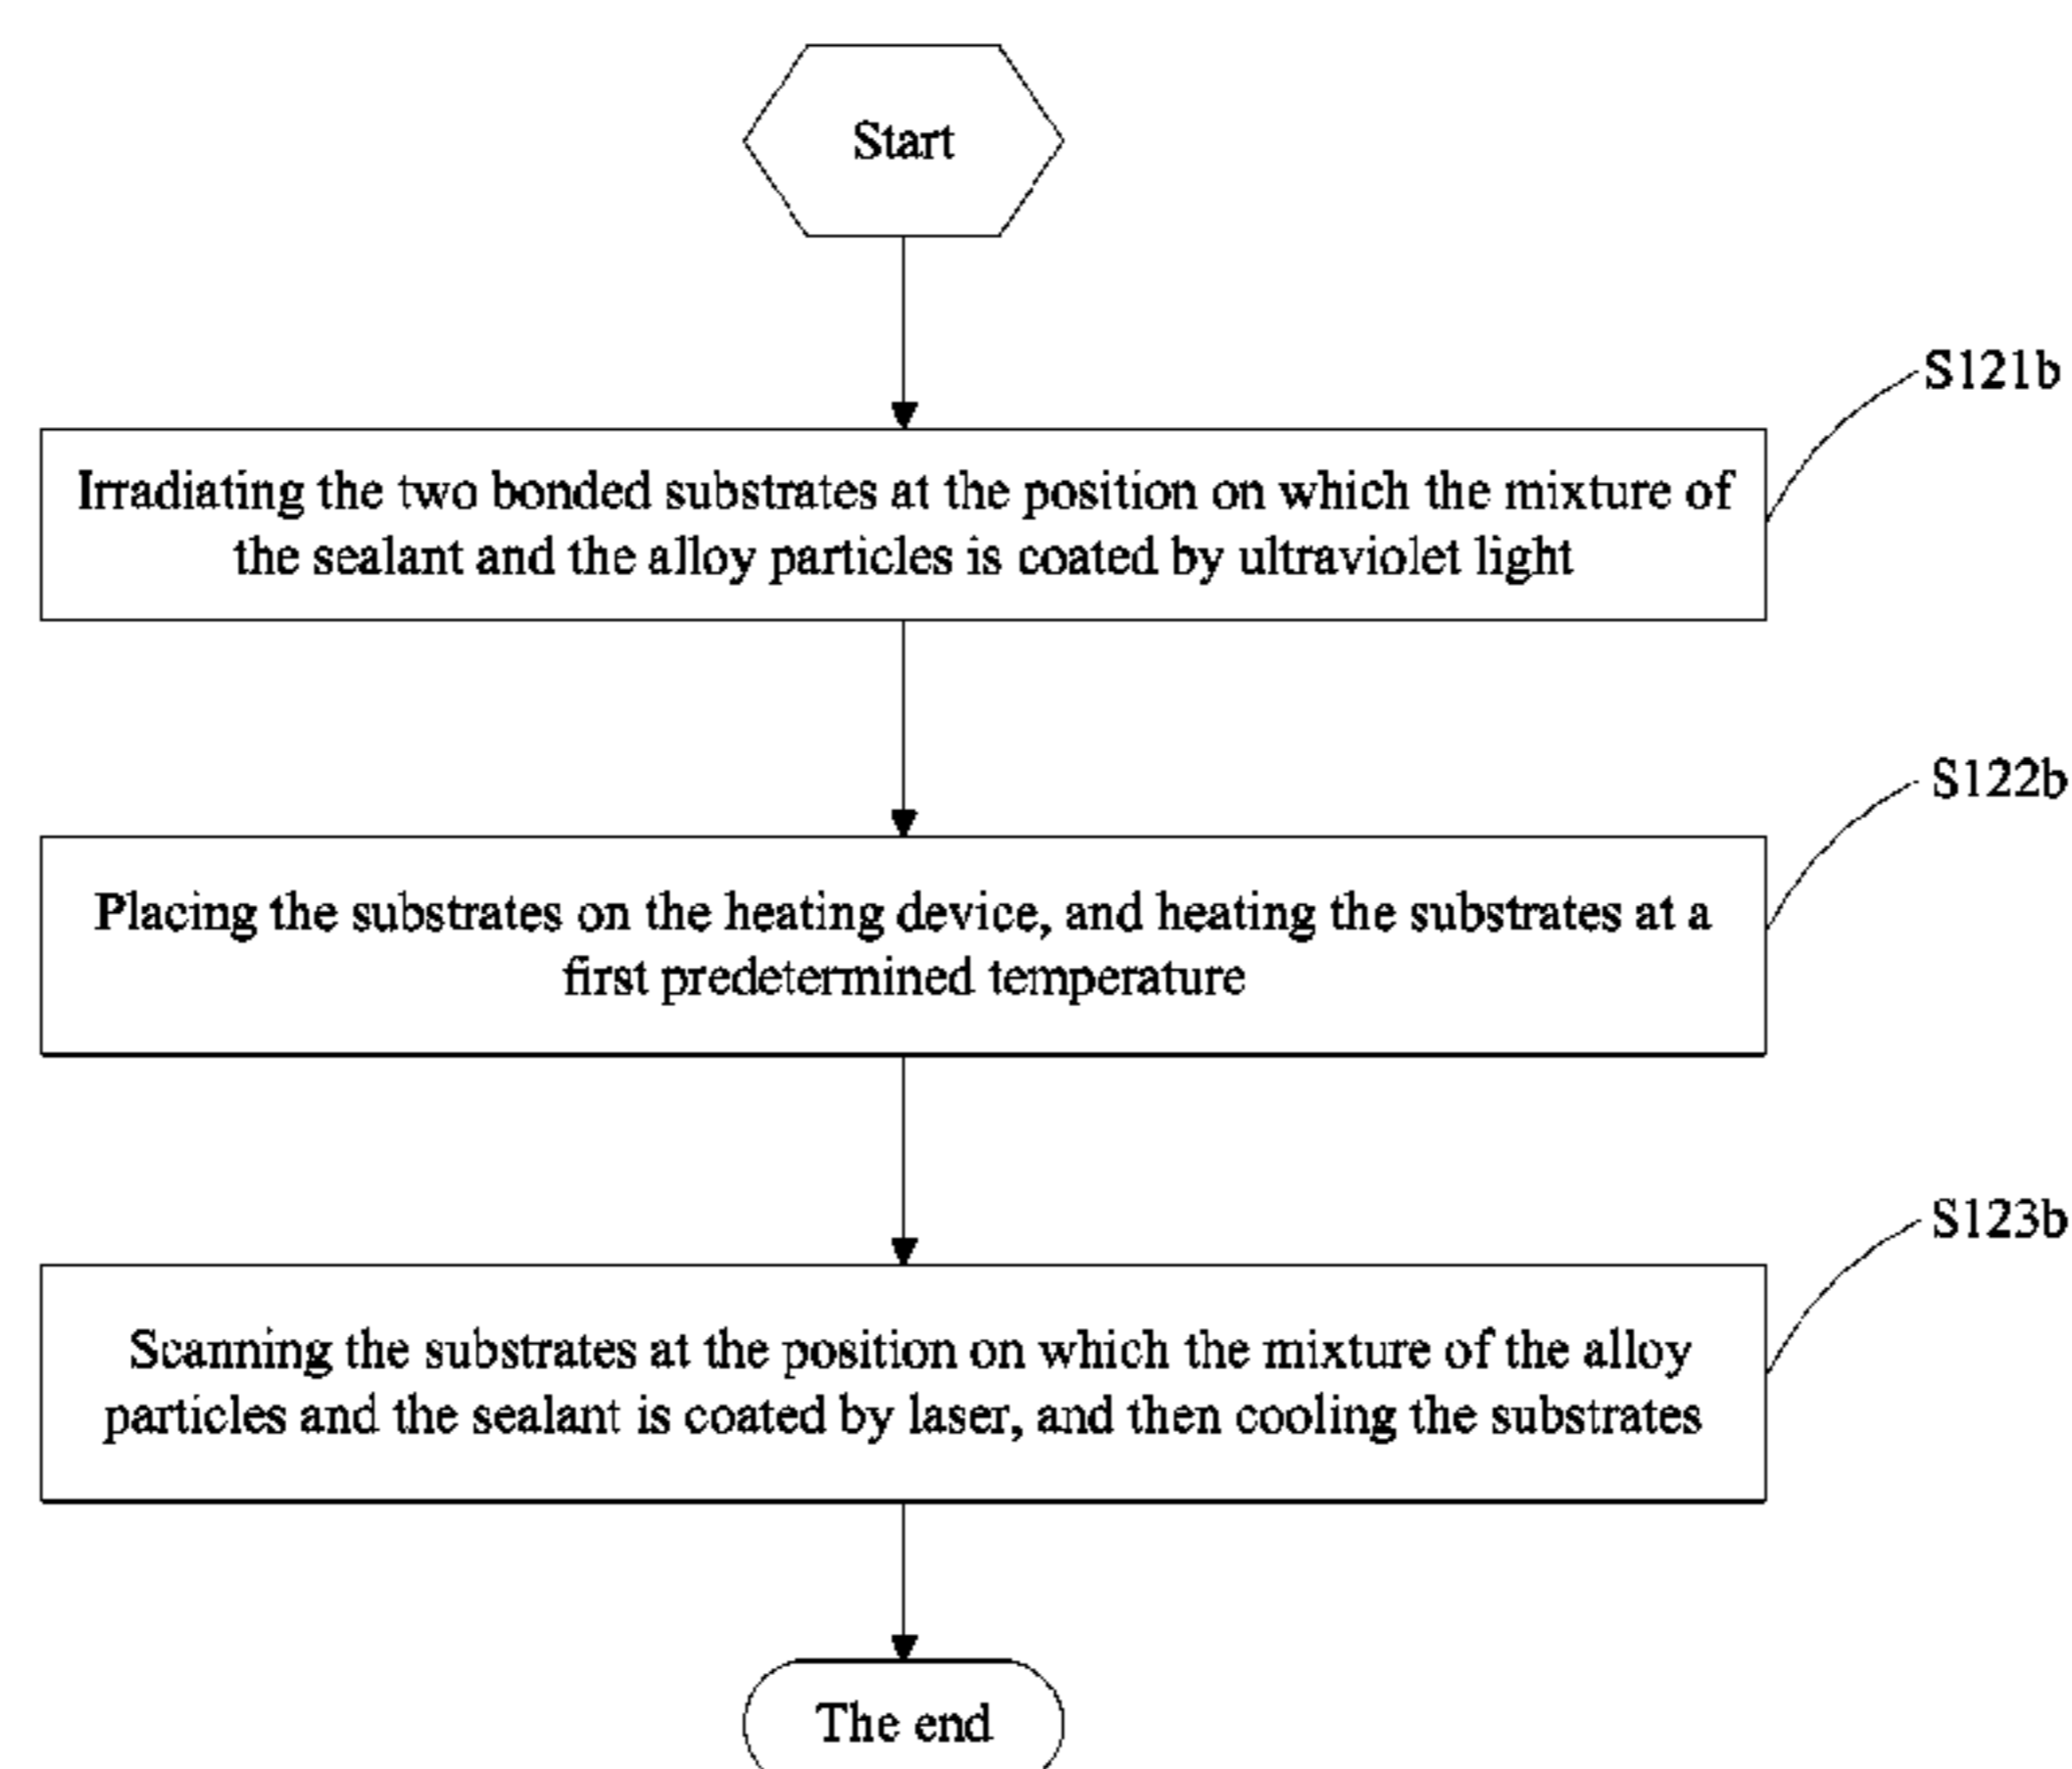 Start
S121b
Irradiating the two bonded substrates at the position on which the mixture of
the sealant and the alloy particles is coated by ultraviolet light
S122b
Placing the substrates on the heating device, and heating the substrates at a
first predetermined temperature
S123b
Scanning the substrates at the position on which the mixture of the alloy
particles and the sealant is coated by laser, and then cooling the substrates
The end